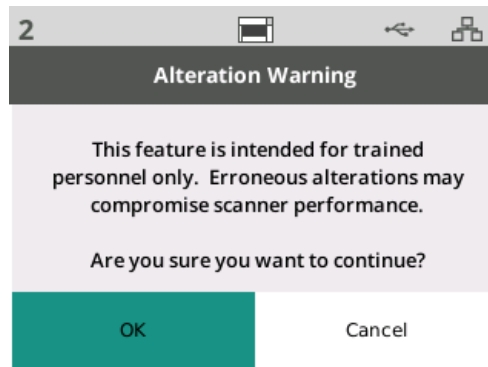 2
Alteration Warning
This feature is intended for trained
personnel only.  Erroneous alterations may
compromise scanner performance.
Are you sure you want to continue?
OK
Cancel